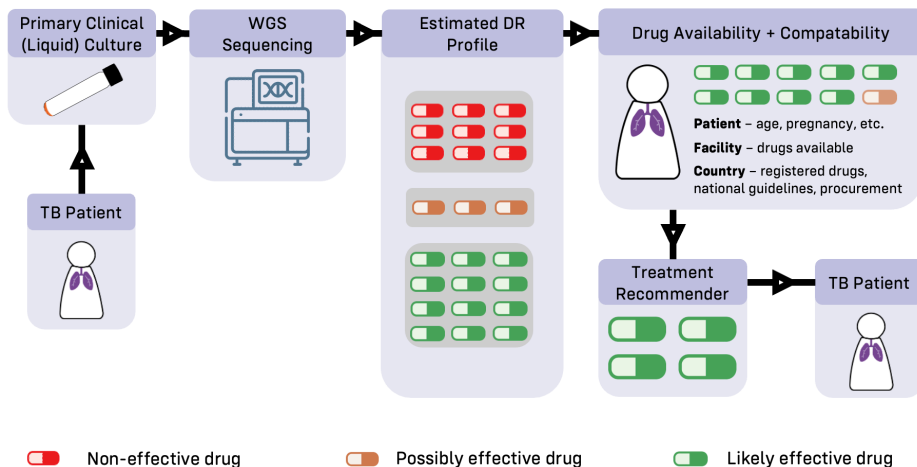 Primary Clinical
(Liquid) Culture
WGS
Sequencing
Estimated DR
Profile
Drug Availability + Compatability
Patient – age, pregnancy, etc.
Facility – drugs available
Country – registered drugs,
national guidelines, procurement
TB Patient
Treatment
Recommender
TB Patient
Non-effective drug
Possibly effective drug
Likely effective drug